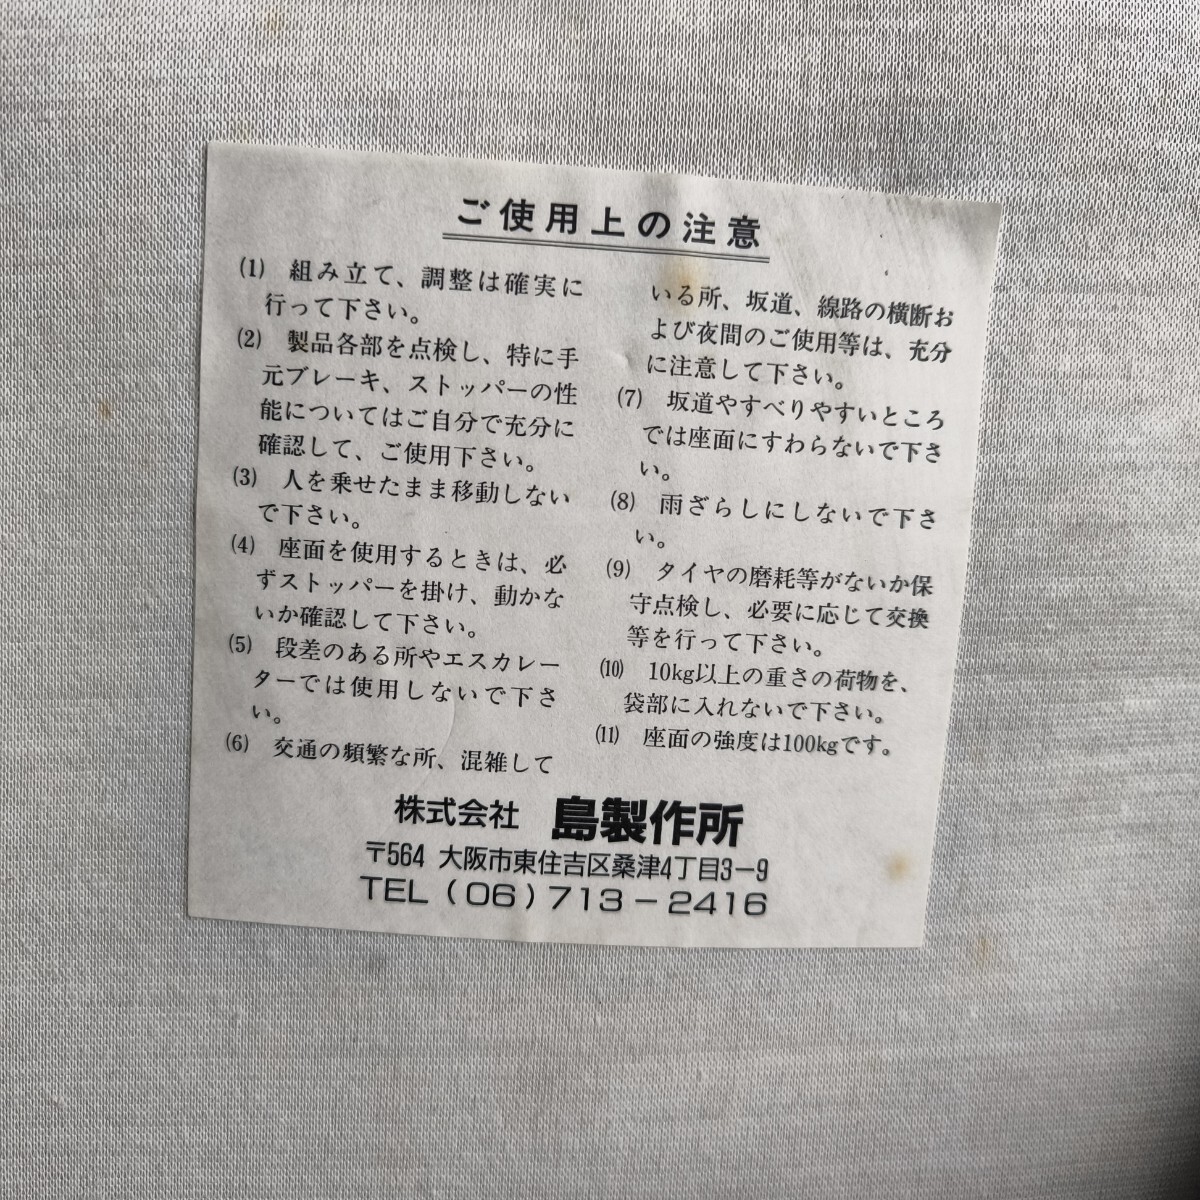 ご使用上の注意
(1) 組み立て、調整は確実に
行って下さい。
(2) 製品各部を点検し、特に手
元ブレーキ、ストッパーの性
能についてはご自分で充分に
確認して、ご使用下さい。
(3) 人を乗せたまま移動しない
で下さい。
(4) 座面を使用するときは、必
ずストッパーを掛け、動かな
いか確認して下さい。
(5) 段差のある所やエスカレー
ターでは使用しないで下さ
い。
(6) 交通の頻繁な所、混雑して
いる所、坂道、線路の横断お
よび夜間のご使用等は、充分
に注意して下さい。
(7) 坂道やすべりやすいところ
では座面にすわらないで下さ
い。
(8) 雨ざらしにしないで下さ
い。
(9) タイヤの磨耗等がないか保
守点検し、必要に応じて交換
等を行って下さい。
(10) 10kg以上の重さの荷物を、
袋部に入れないで下さい。
(11) 座面の強度は100kgです。
株式会社 島製作所
〒564 大阪市東住吉区桑津4丁目3-9
TEL (06) 713-2416